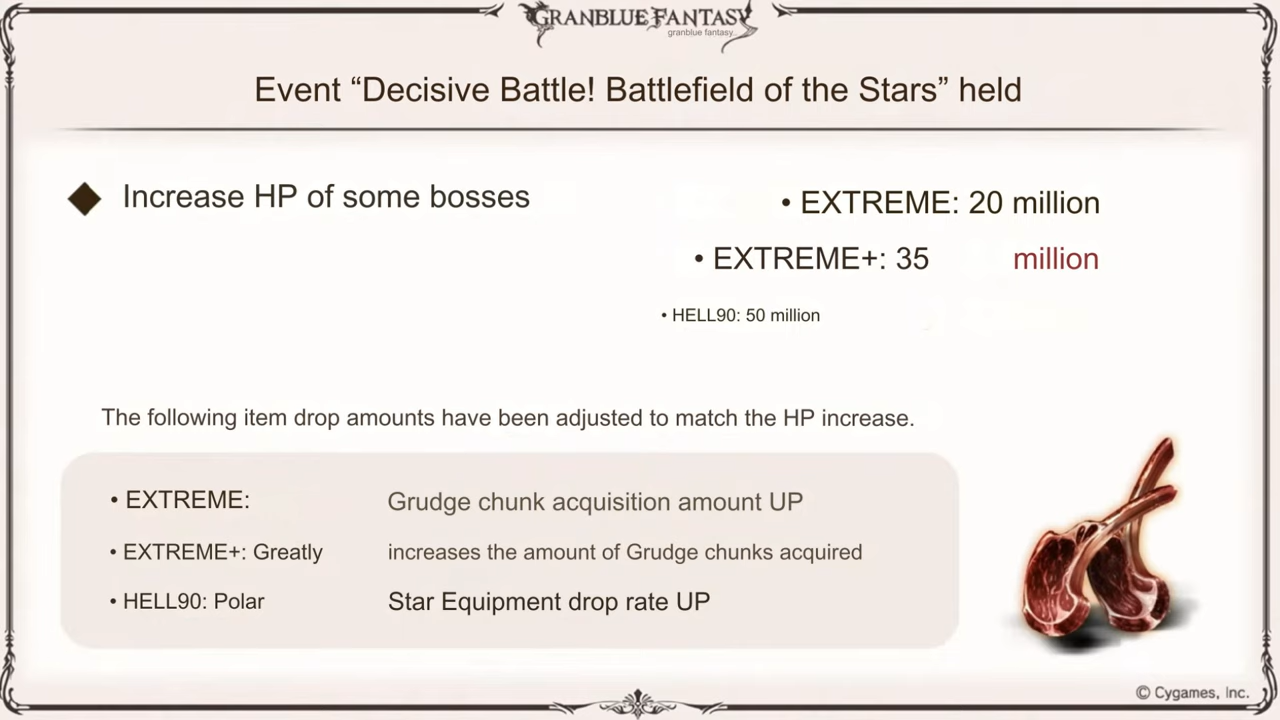 GRANBLUE FANTASY
granblue fantasy..
Event “Decisive Battle! Battlefield of the Stars” held
Increase HP of some bosses
• EXTREME: 20 million
• EXTREME+: 35 million
• HELL90: 50 million
The following item drop amounts have been adjusted to match the HP increase.
• EXTREME: Grudge chunk acquisition amount UP
• EXTREME+: Greatly increases the amount of Grudge chunks acquired
• HELL90: Polar Star Equipment drop rate UP
© Cygames, Inc.